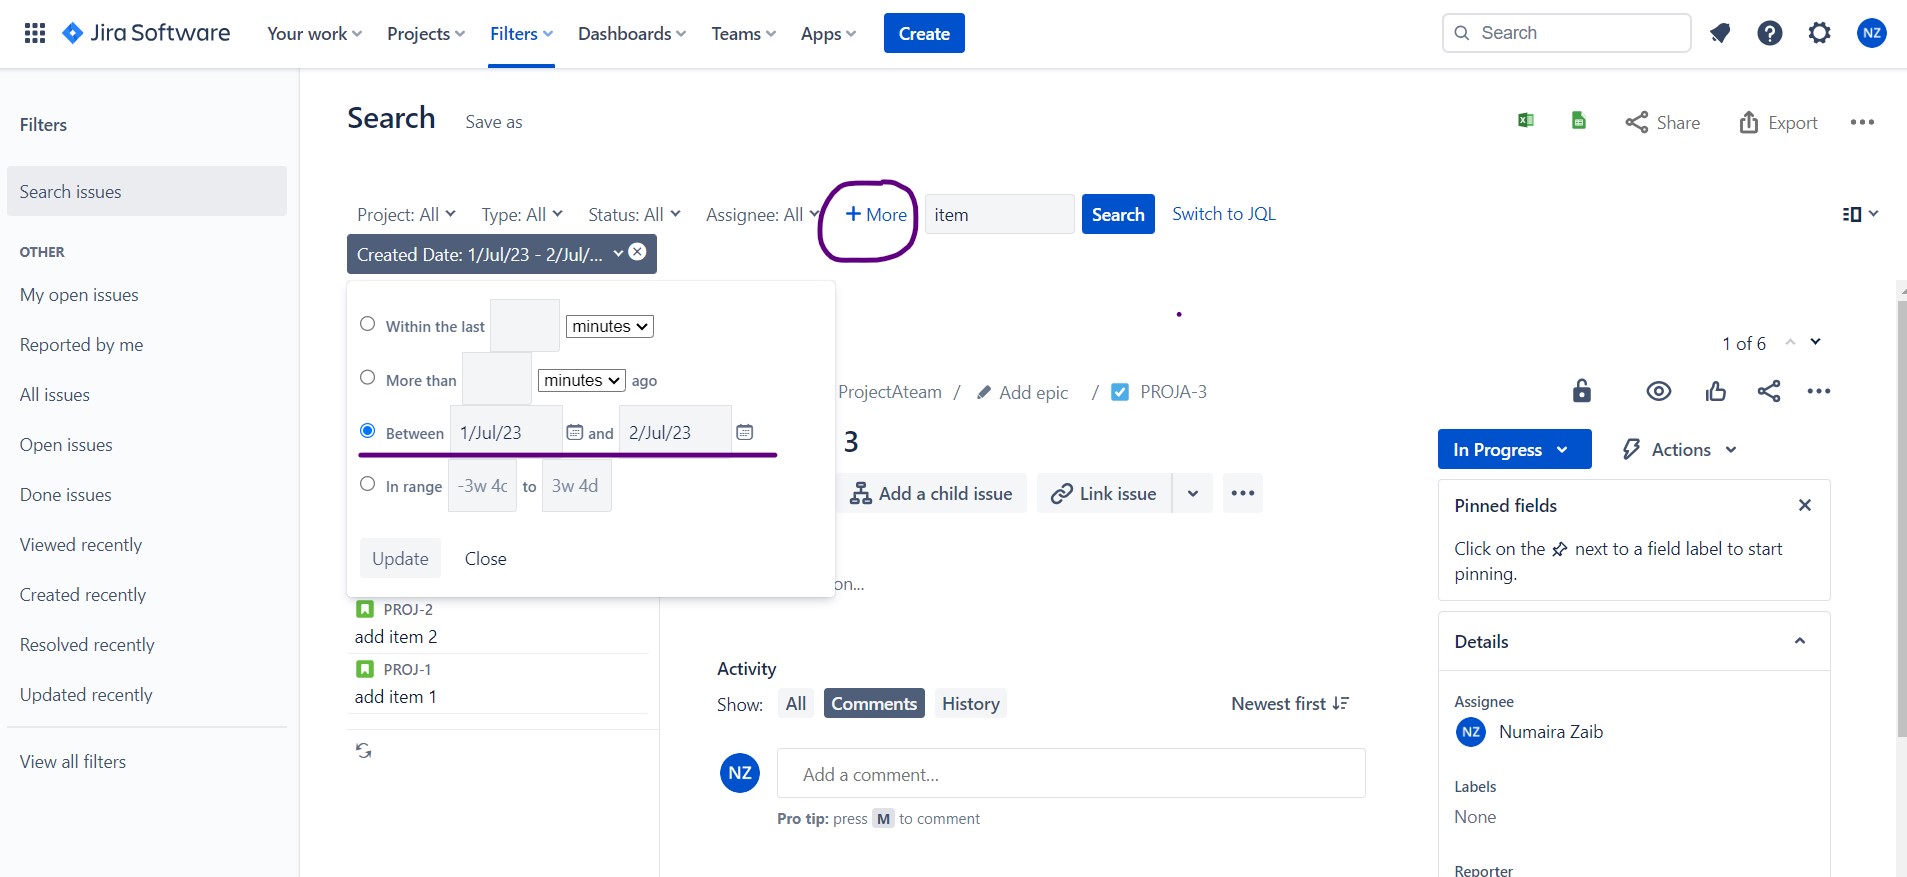 Jira Software Your work Projects Filters Dashboards Teams Apps Create Search NZ
Filters
Search issues
OTHER
My open issues
Reported by me
All issues
Open issues
Done issues
Viewed recently
Created recently
Resolved recently
Updated recently
View all filters
Search Save as Share Export
Project: All Type: All Status: All Assignee: All + More item Search Switch to JQL
Created Date: 1/Jul/23 - 2/Jul/...
Within the last minutes
More than minutes ago
Between 1/Jul/23 and 2/Jul/23
In range -3w 4d to 3w 4d
Update Close
PROJ-2
add item 2
PROJ-1
add item 1
1 of 6
ProjectAteam / Add epic / PROJA-3
3
Add a child issue Link issue
on...
Activity
Show: All Comments History Newest first
NZ Add a comment...
Pro tip: press M to comment
In Progress Actions
Pinned fields
Click on the next to a field label to start
pinning.
Details
Assignee
NZ Numaira Zaib
Labels
None
Reporter